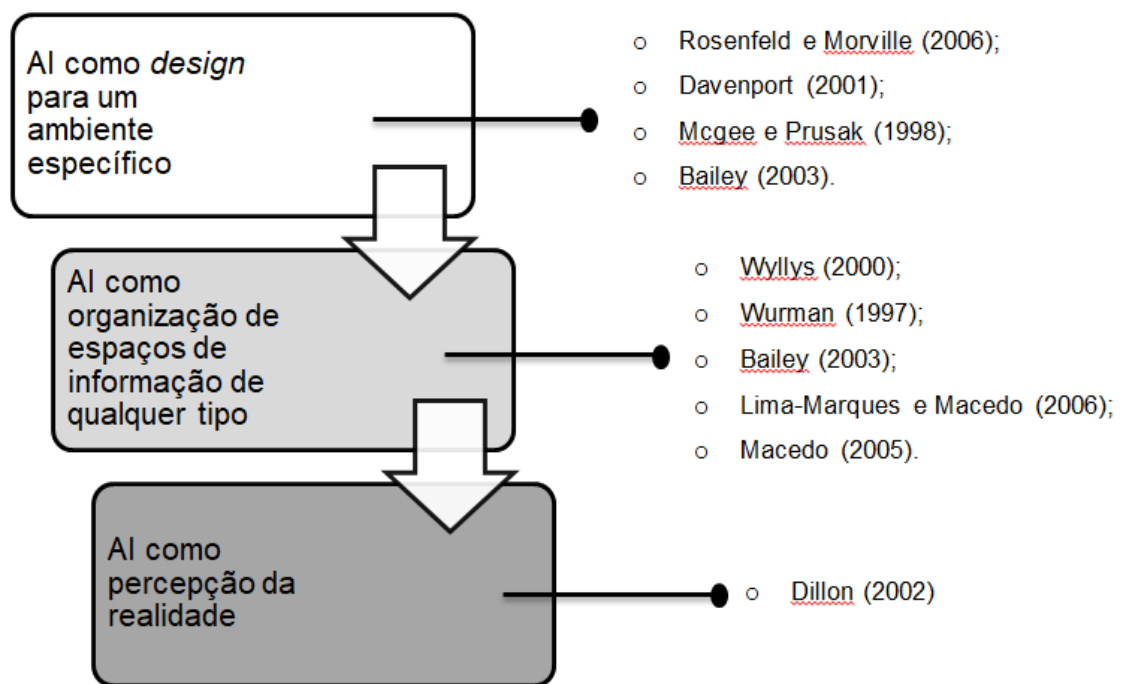 AI como design
para um
ambiente
específico
o Rosenfeld e Morville (2006);
o Davenport (2001);
o Mcgee e Prusak (1998);
o Bailey (2003).
AI como
organização de
espaços de
informação de
qualquer tipo
o Wyllys (2000);
o Wurman (1997);
o Bailey (2003);
o Lima-Marques e Macedo (2006);
o Macedo (2005).
AI como
percepção da
realidade
o Dillon (2002)